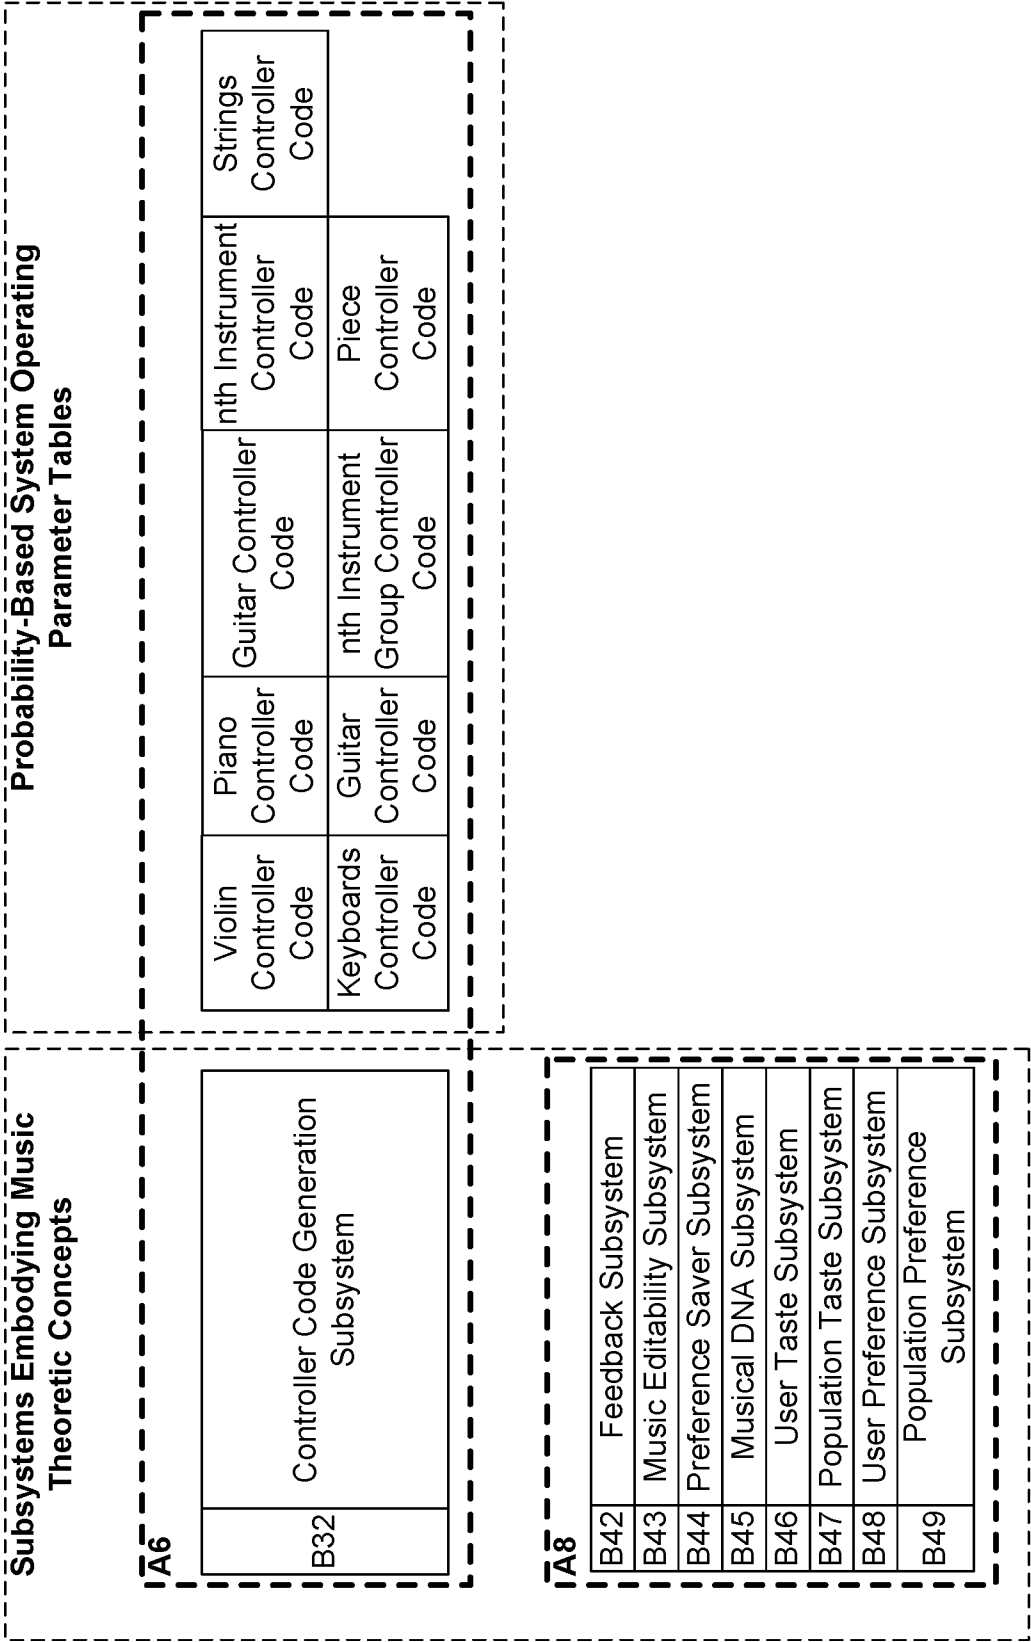 Subsystems Embodying Music
Theoretic Concepts
Probability-Based System Operating
Parameter Tables
A6
B32
Controller Code Generation
Subsystem
Violin
Controller
Code
Piano
Controller
Code
Guitar Controller
Code
nth Instrument
Controller
Code
Strings
Controller
Code
Keyboards
Controller
Code
Guitar
Controller
Code
nth Instrument
Group Controller
Code
Piece
Controller
Code
A8
B42 Feedback Subsystem
B43 Music Editability Subsystem
B44 Preference Saver Subsystem
B45 Musical DNA Subsystem
B46 User Taste Subsystem
B47 Population Taste Subsystem
B48 User Preference Subsystem
B49 Population Preference
Subsystem